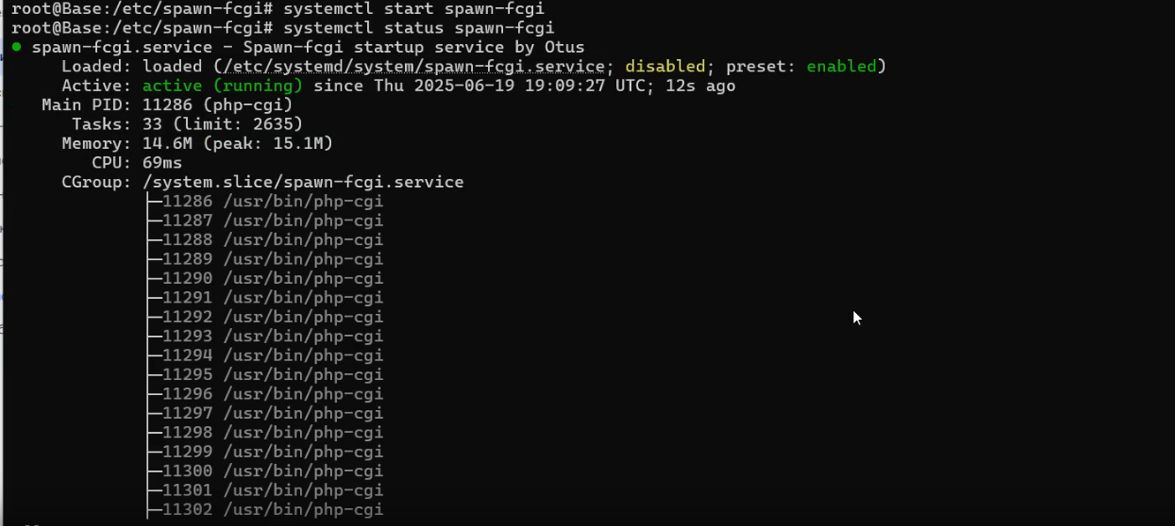 root@Base:/etc/spawn-fcgi# systemctl start spawn-fcgi
root@Base:/etc/spawn-fcgi# systemctl status spawn-fcgi
● spawn-fcgi.service - Spawn-fcgi startup service by Otus
Loaded: loaded (/etc/systemd/system/spawn-fcgi.service; disabled; preset: enabled)
Active: active (running) since Thu 2025-06-19 19:09:27 UTC; 12s ago
Main PID: 11286 (php-cgi)
Tasks: 33 (limit: 2635)
Memory: 14.6M (peak: 15.1M)
CPU: 69ms
CGroup: /system.slice/spawn-fcgi.service
├─11286 /usr/bin/php-cgi
├─11287 /usr/bin/php-cgi
├─11288 /usr/bin/php-cgi
├─11289 /usr/bin/php-cgi
├─11290 /usr/bin/php-cgi
├─11291 /usr/bin/php-cgi
├─11292 /usr/bin/php-cgi
├─11293 /usr/bin/php-cgi
├─11294 /usr/bin/php-cgi
├─11295 /usr/bin/php-cgi
├─11296 /usr/bin/php-cgi
├─11297 /usr/bin/php-cgi
├─11298 /usr/bin/php-cgi
├─11299 /usr/bin/php-cgi
├─11300 /usr/bin/php-cgi
├─11301 /usr/bin/php-cgi
├─11302 /usr/bin/php-cgi